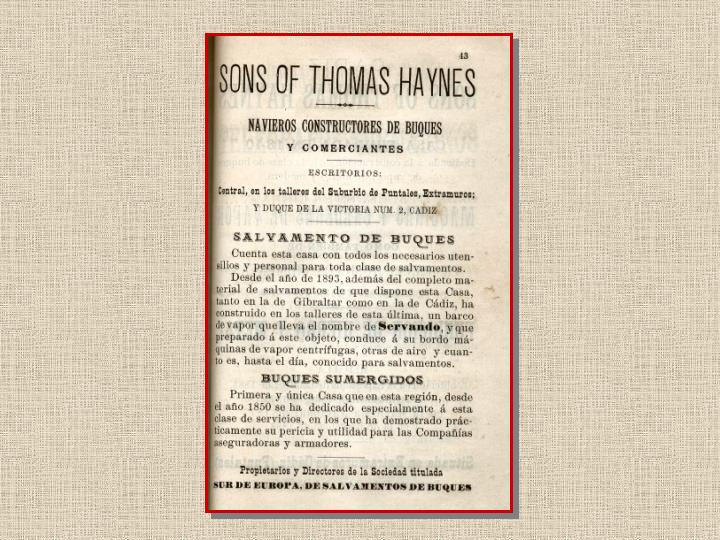 43
SONS OF THOMAS HAYNES
NAVIEROS CONSTRUCTORES DE BUQUES
Y COMERCIANTES
ESCRITORIOS:
Central, en los talleres del Suburbio de Puntales, Extramuros;
Y DUQUE DE LA VICTORIA NUM. 2, CADIZ
SALVAMENTO DE BUQUES
Cuenta esta casa con todos los necesarios uten-
silios y personal para toda clase de salvamentos.
Desde el año de 1893, además del completo ma-
terial de salvamentos de que dispone esta Casa,
tanto en la de Gibraltar como en la de Cádiz, ha
construido en los talleres de esta última, un barco
de vapor que lleva el nombre de Servando, y que
preparado á este objeto, conduce á su bordo má-
quinas de vapor centrífugas, otras de aire y cuan-
to es, hasta el día, conocido para salvamentos.
BUQUES SUMERGIDOS
Primera y única Casa que en esta región, desde
el año 1850 se ha dedicado especialmente á esta
clase de servicios, en los que ha demostrado prác-
ticamente su pericia y utilidad para las Compañías
aseguradoras y armadores.
Propietarios y Directores de la Sociedad titulada
SUR DE EUROPA, DE SALVAMENTOS DE BUQUES